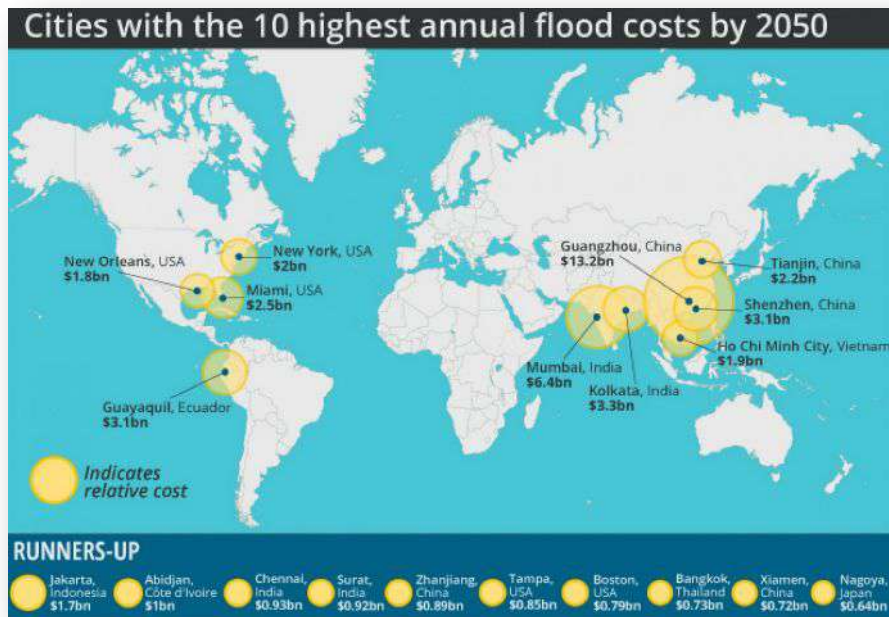 Cities with the 10 highest annual flood costs by 2050
New York, USA
$2bn
New Orleans, USA
$1.8bn
Miami, USA
$2.5bn
Guayaquil, Ecuador
$3.1bn
Guangzhou, China
$13.2bn
Tianjin, China
$2.2bn
Shenzhen, China
$3.1bn
Ho Chi Minh City, Vietnam
$1.9bn
Mumbai, India
$6.4bn
Kolkata, India
$3.3bn
Indicates
relative cost
RUNNERS-UP
Jakarta,
Indonesia
$1.7bn
Abidjan,
Côte d'Ivoire
$1bn
Chennai,
India
$0.93bn
Surat,
India
$0.92bn
Zhanjiang,
China
$0.89bn
Tampa,
USA
$0.85bn
Boston,
USA
$0.79bn
Bangkok,
Thailand
$0.73bn
Xiamen,
China
$0.72bn
Nagoya,
Japan
$0.64bn